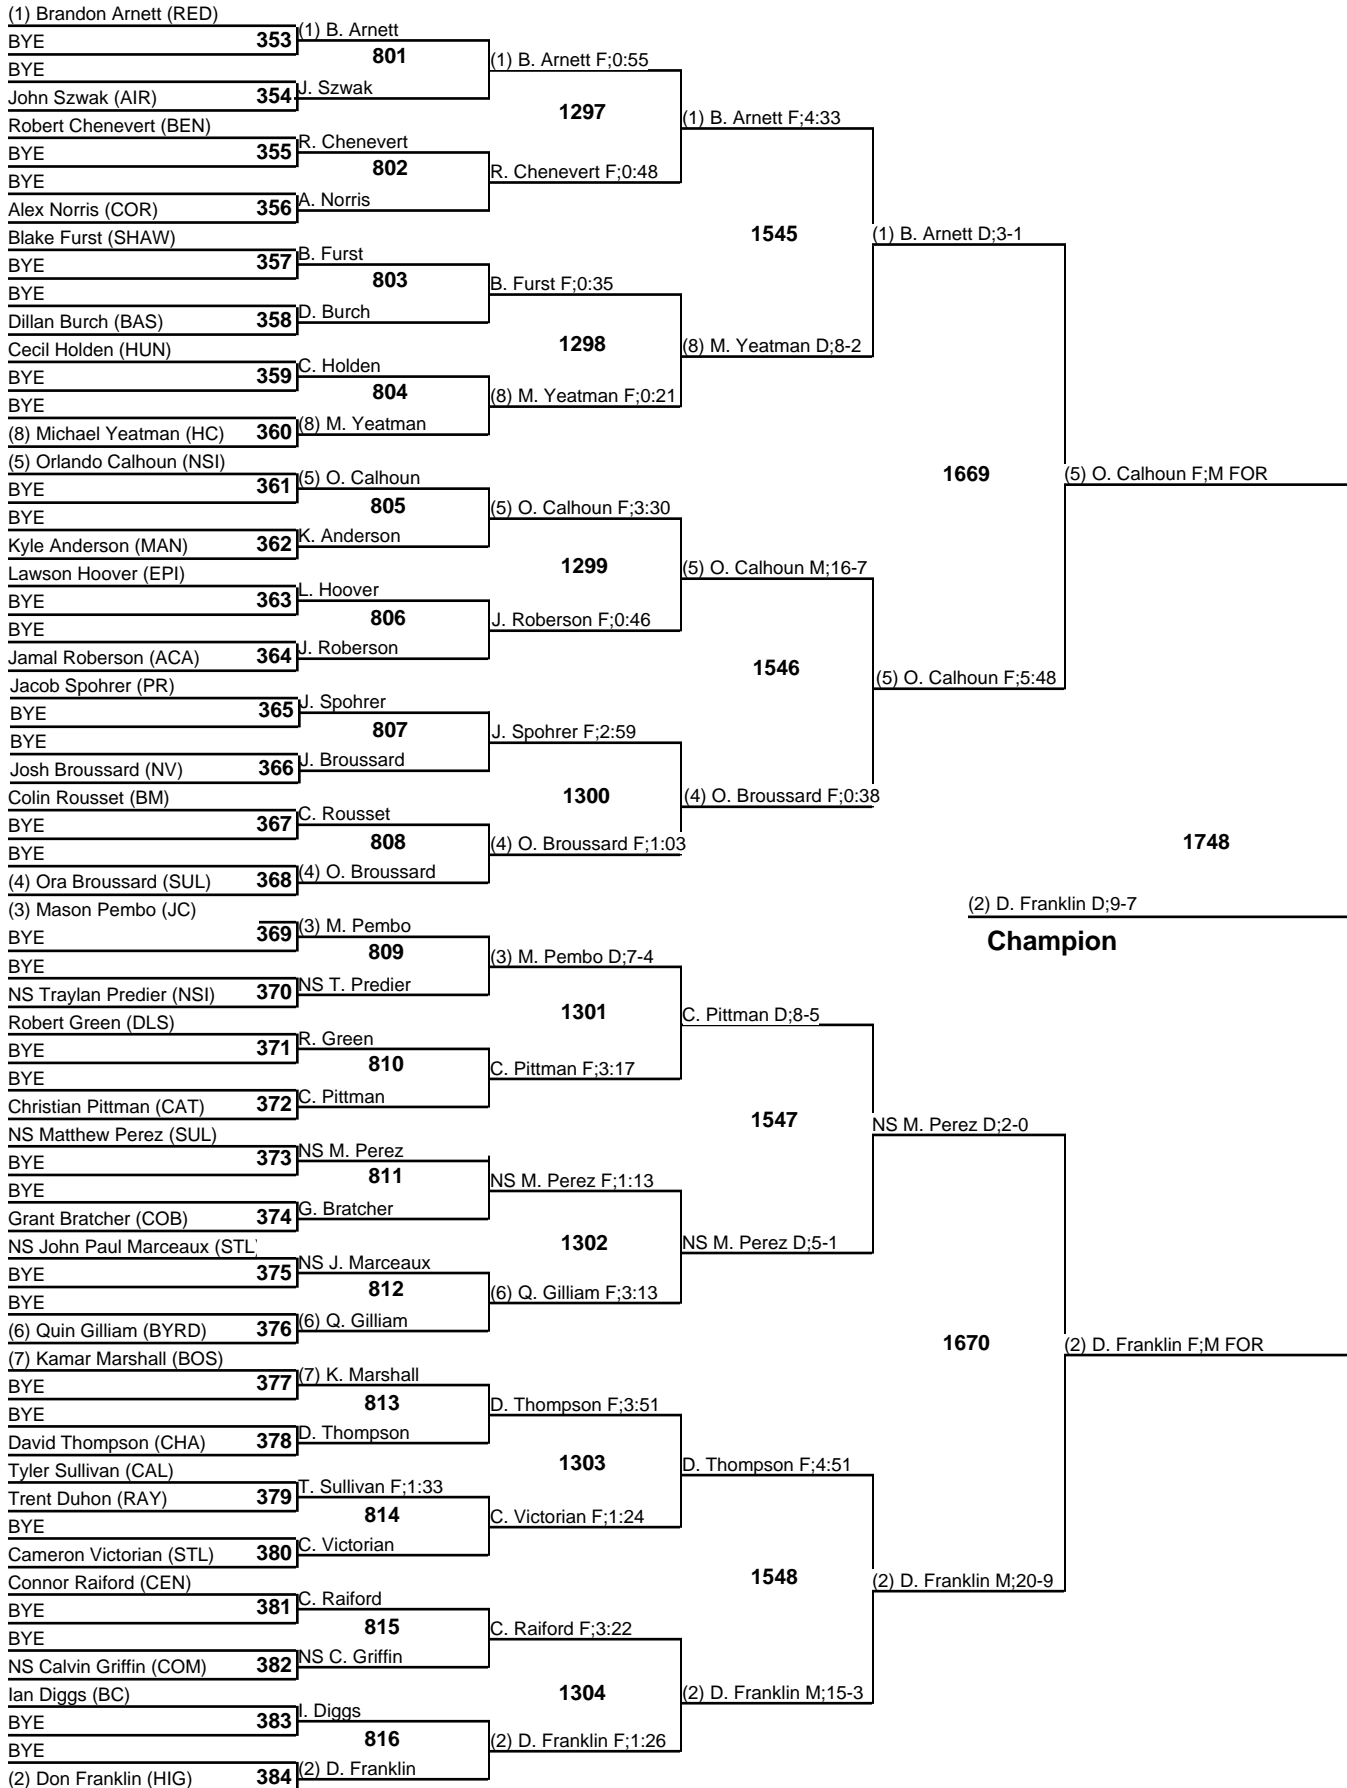 (1) Brandon Arnett (RED)
BYE
353
BYE
John Szwak (AIR)
354
Robert Chenevert (BEN)
BYE
355
BYE
Alex Norris (COR)
356
Blake Furst (SHAW)
BYE
357
BYE
Dillan Burch (BAS)
358
Cecil Holden (HUN)
BYE
359
BYE
(8) Michael Yeatman (HC)
360
(5) Orlando Calhoun (NSI)
BYE
361
BYE
Kyle Anderson (MAN)
362
Lawson Hoover (EPI)
BYE
363
BYE
Jamal Roberson (ACA)
364
Jacob Spohrer (PR)
BYE
365
BYE
Josh Broussard (NV)
366
Colin Rousset (BM)
BYE
367
BYE
(4) Ora Broussard (SUL)
368
(3) Mason Pembo (JC)
BYE
369
BYE
NS Traylan Predier (NSI)
370
Robert Green (DLS)
BYE
371
BYE
Christian Pittman (CAT)
372
NS Matthew Perez (SUL)
BYE
373
BYE
Grant Bratcher (COB)
374
NS John Paul Marceaux (STL)
BYE
375
BYE
(6) Quin Gilliam (BYRD)
376
(7) Kamar Marshall (BOS)
BYE
377
BYE
David Thompson (CHA)
378
Tyler Sullivan (CAL)
Trent Duhon (RAY)
379
BYE
Cameron Victorian (STL)
380
Connor Raiford (CEN)
BYE
381
BYE
NS Calvin Griffin (COM)
382
Ian Diggs (BC)
BYE
383
BYE
(2) Don Franklin (HIG)
384
(1) B. Arnett
801
J. Szwak
R. Chenevert
802
A. Norris
B. Furst
803
D. Burch
C. Holden
804
(8) M. Yeatman
(5) O. Calhoun
805
K. Anderson
L. Hoover
806
J. Roberson
J. Spohrer
807
J. Broussard
C. Rousset
808
(4) O. Broussard
(3) M. Pembo
809
NS T. Predier
R. Green
810
C. Pittman
NS M. Perez
811
G. Bratcher
NS J. Marceaux
812
(6) Q. Gilliam
(7) K. Marshall
813
D. Thompson
T. Sullivan F;1:33
814
C. Victorian
C. Raiford
815
NS C. Griffin
I. Diggs
816
(2) D. Franklin
(1) B. Arnett F;0:55
1297
R. Chenevert F;0:48
B. Furst F;0:35
1298
(8) M. Yeatman F;0:21
(5) O. Calhoun F;3:30
1299
J. Roberson F;0:46
J. Spohrer F;2:59
1300
(4) O. Broussard F;1:03
(3) M. Pembo D;7-4
1301
C. Pittman F;3:17
NS M. Perez F;1:13
1302
(6) Q. Gilliam F;3:13
D. Thompson F;3:51
1303
C. Victorian F;1:24
C. Raiford F;3:22
1304
(2) D. Franklin F;1:26
(1) B. Arnett F;4:33
1545
(8) M. Yeatman D;8-2
(5) O. Calhoun M;16-7
1546
(4) O. Broussard F;0:38
C. Pittman D;8-5
1547
NS M. Perez D;5-1
D. Thompson F;4:51
1548
(2) D. Franklin M;15-3
(1) B. Arnett D;3-1
1669
(5) O. Calhoun F;5:48
NS M. Perez D;2-0
1670
(2) D. Franklin M;20-9
(5) O. Calhoun F;M FOR
1748
(2) D. Franklin F;M FOR
(2) D. Franklin D;9-7
Champion